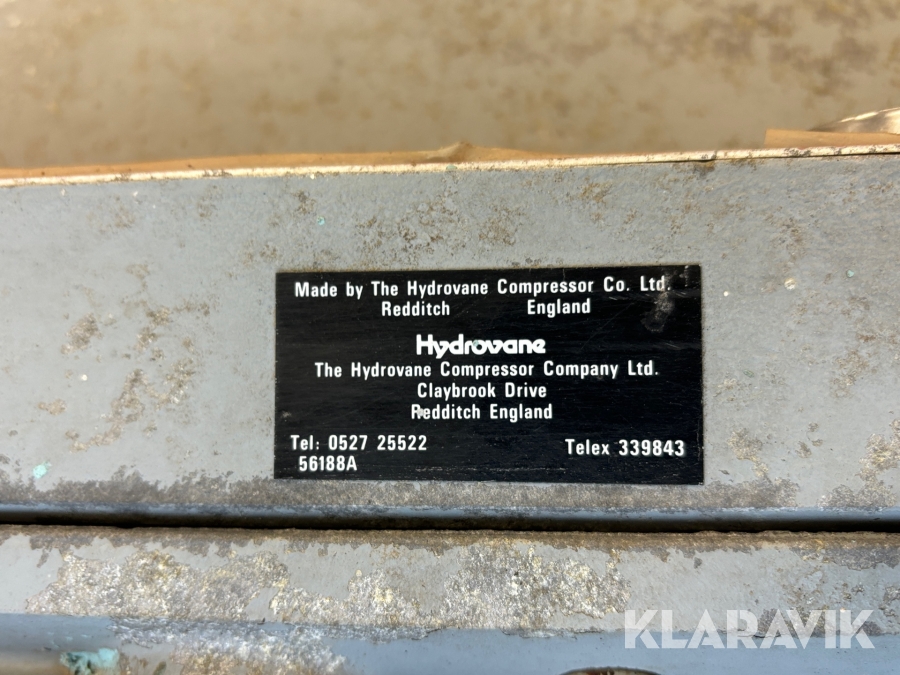 Made by The Hydrovane Compressor Co. Ltd.
Redditch England
Hydrovane
The Hydrovane Compressor Company Ltd.
Claybrook Drive
Redditch England
Tel: 0527 25522 Telex 339843
56188A
KLARAVIK